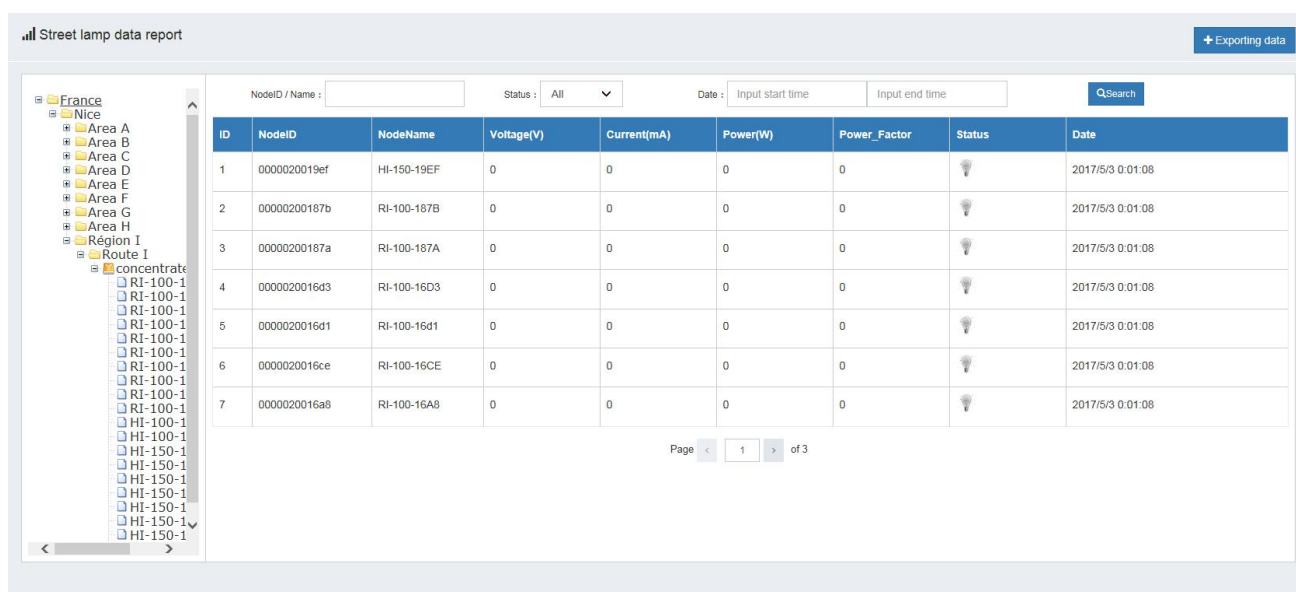 Street lamp data report
+ Exporting data
NodeID / Name :
Status : All
Date : Input start time Input end time
Search
France
Nice
Area A
Area B
Area C
Area D
Area E
Area F
Area G
Area H
Région I
Route I
concentrate
RI-100-1
RI-100-1
RI-100-1
RI-100-1
RI-100-1
RI-100-1
RI-100-1
RI-100-1
RI-100-1
RI-100-1
HI-100-1
HI-100-1
HI-150-1
HI-150-1
HI-150-1
HI-150-1
HI-150-1
HI-150-1
ID NodeID NodeName Voltage(V) Current(mA) Power(W) Power_Factor Status Date
1 0000020019ef HI-150-19EF 0 0 0 0 2017/5/3 0:01:08
2 00000200187b RI-100-187B 0 0 0 0 2017/5/3 0:01:08
3 00000200187a RI-100-187A 0 0 0 0 2017/5/3 0:01:08
4 0000020016d3 RI-100-16D3 0 0 0 0 2017/5/3 0:01:08
5 0000020016d1 RI-100-16d1 0 0 0 0 2017/5/3 0:01:08
6 0000020016ce RI-100-16CE 0 0 0 0 2017/5/3 0:01:08
7 0000020016a8 RI-100-16A8 0 0 0 0 2017/5/3 0:01:08
Page < 1 > of 3